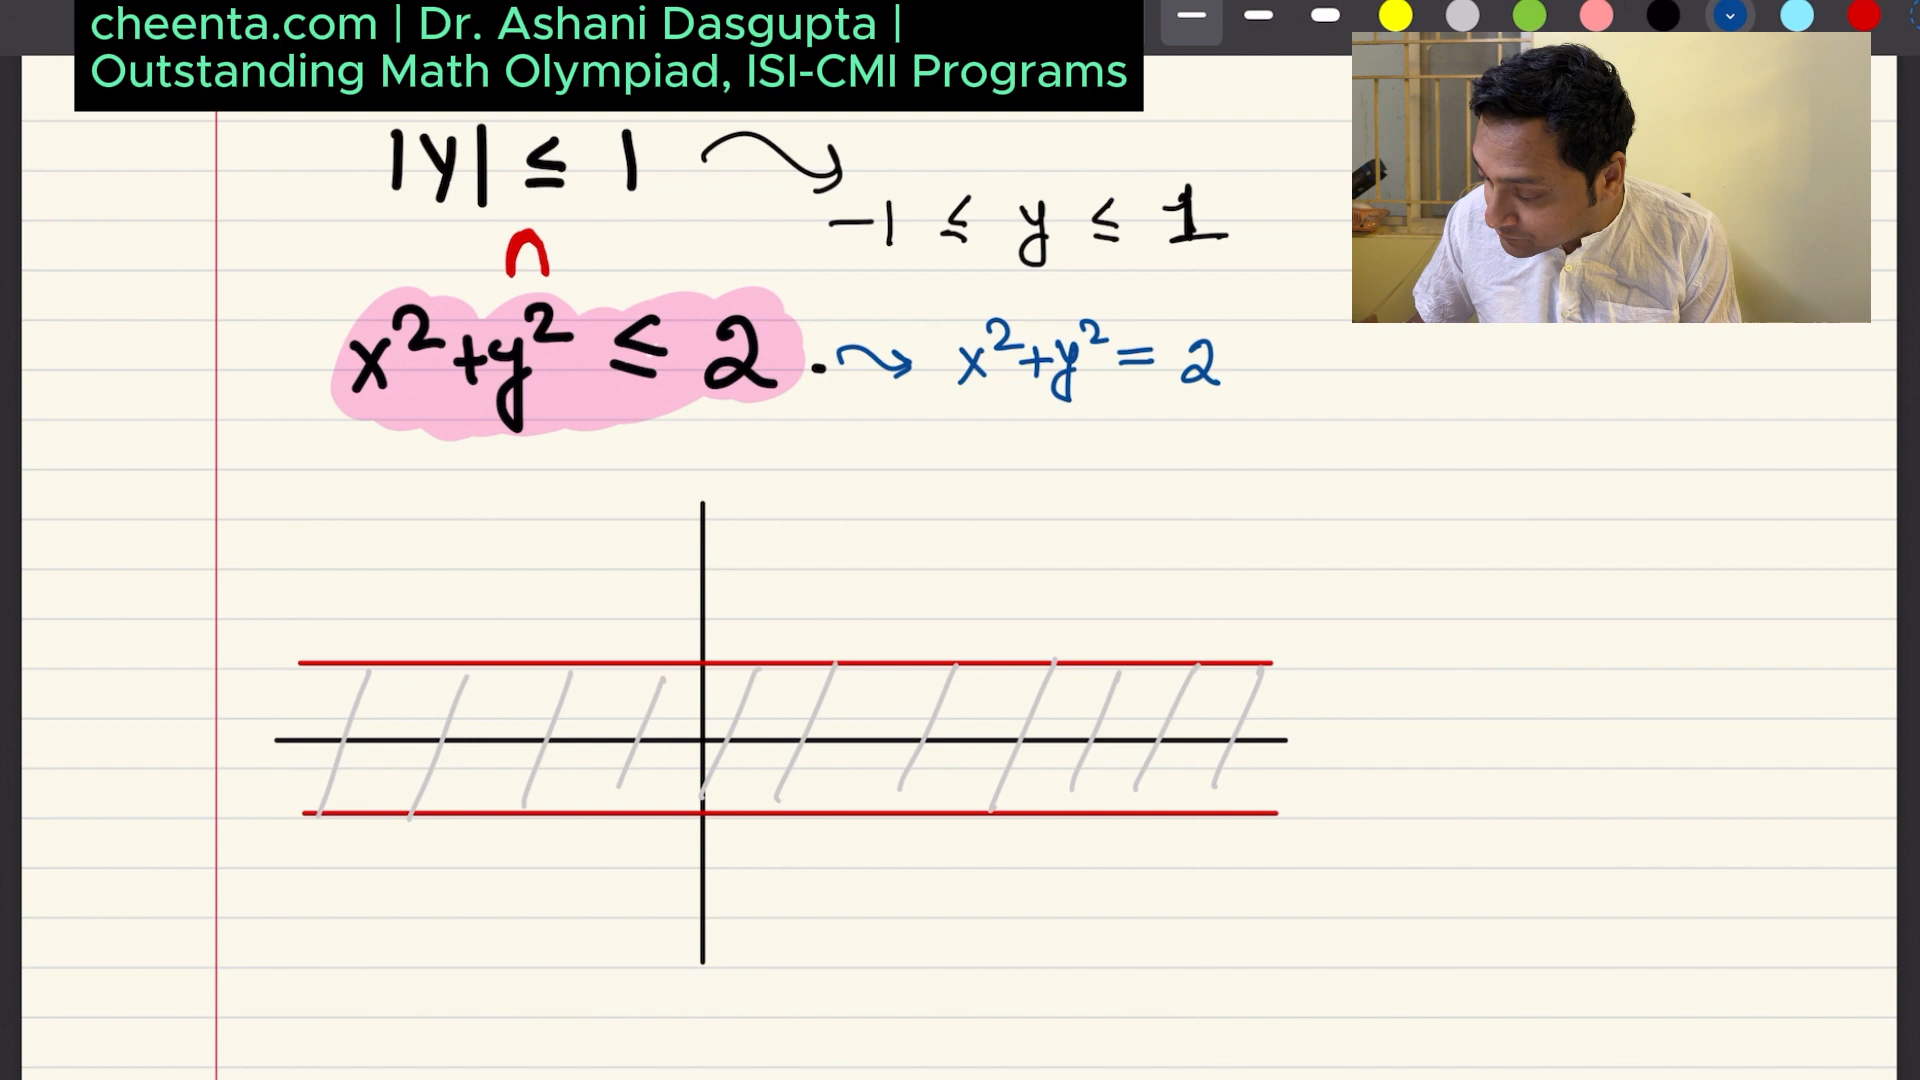 cheenta.com | Dr. Ashani Dasgupta |
Outstanding Math Olympiad, ISI-CMI Programs
|y| ≤ 1
-1 ≤ y ≤ 1
∩
x²+y² ≤ 2 . x²+y² = 2